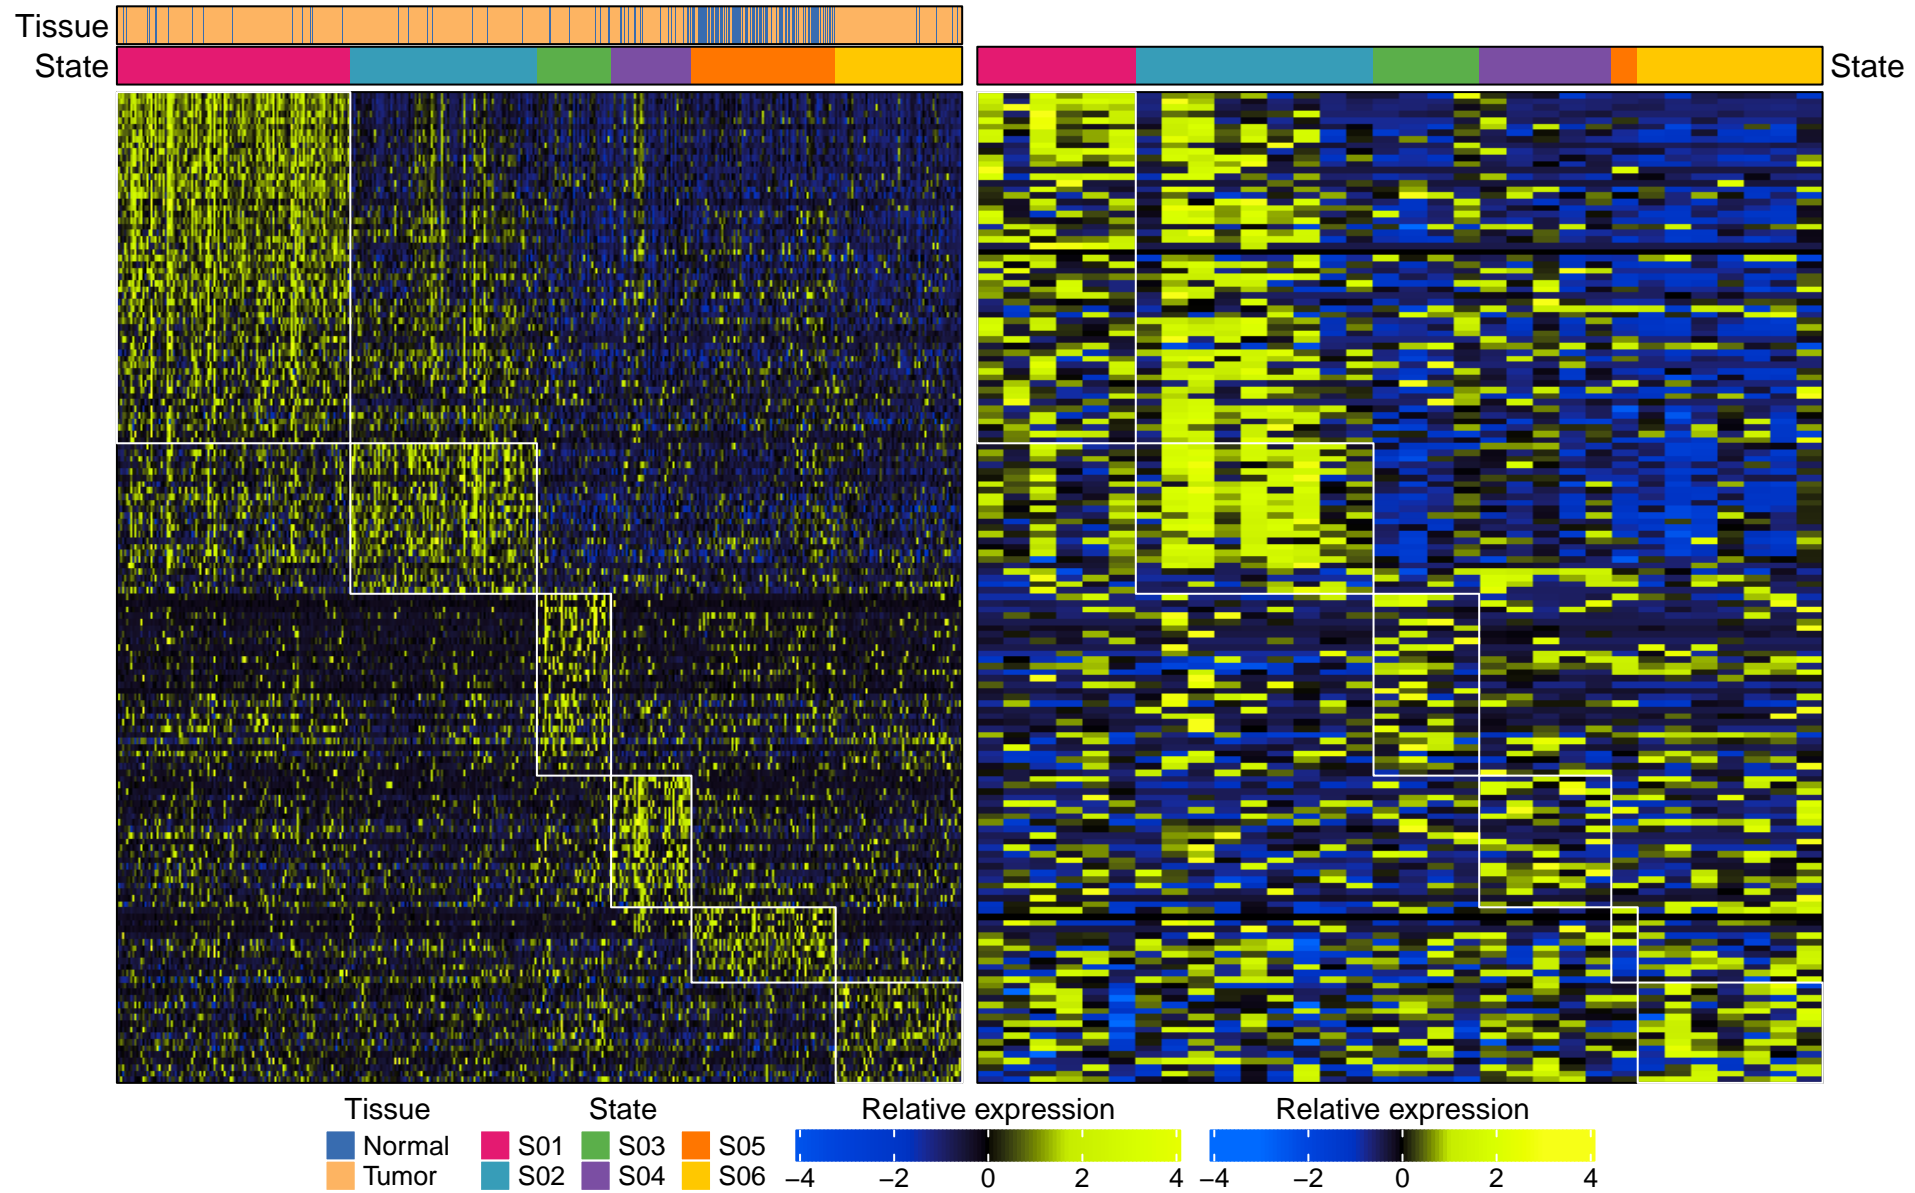 Tissue
State
State
Tissue State Relative expression Relative expression
Normal S01 S03 S05
Tumor S02 S04 S06
−4 −2 0 2 4 −4 −2 0 2 4